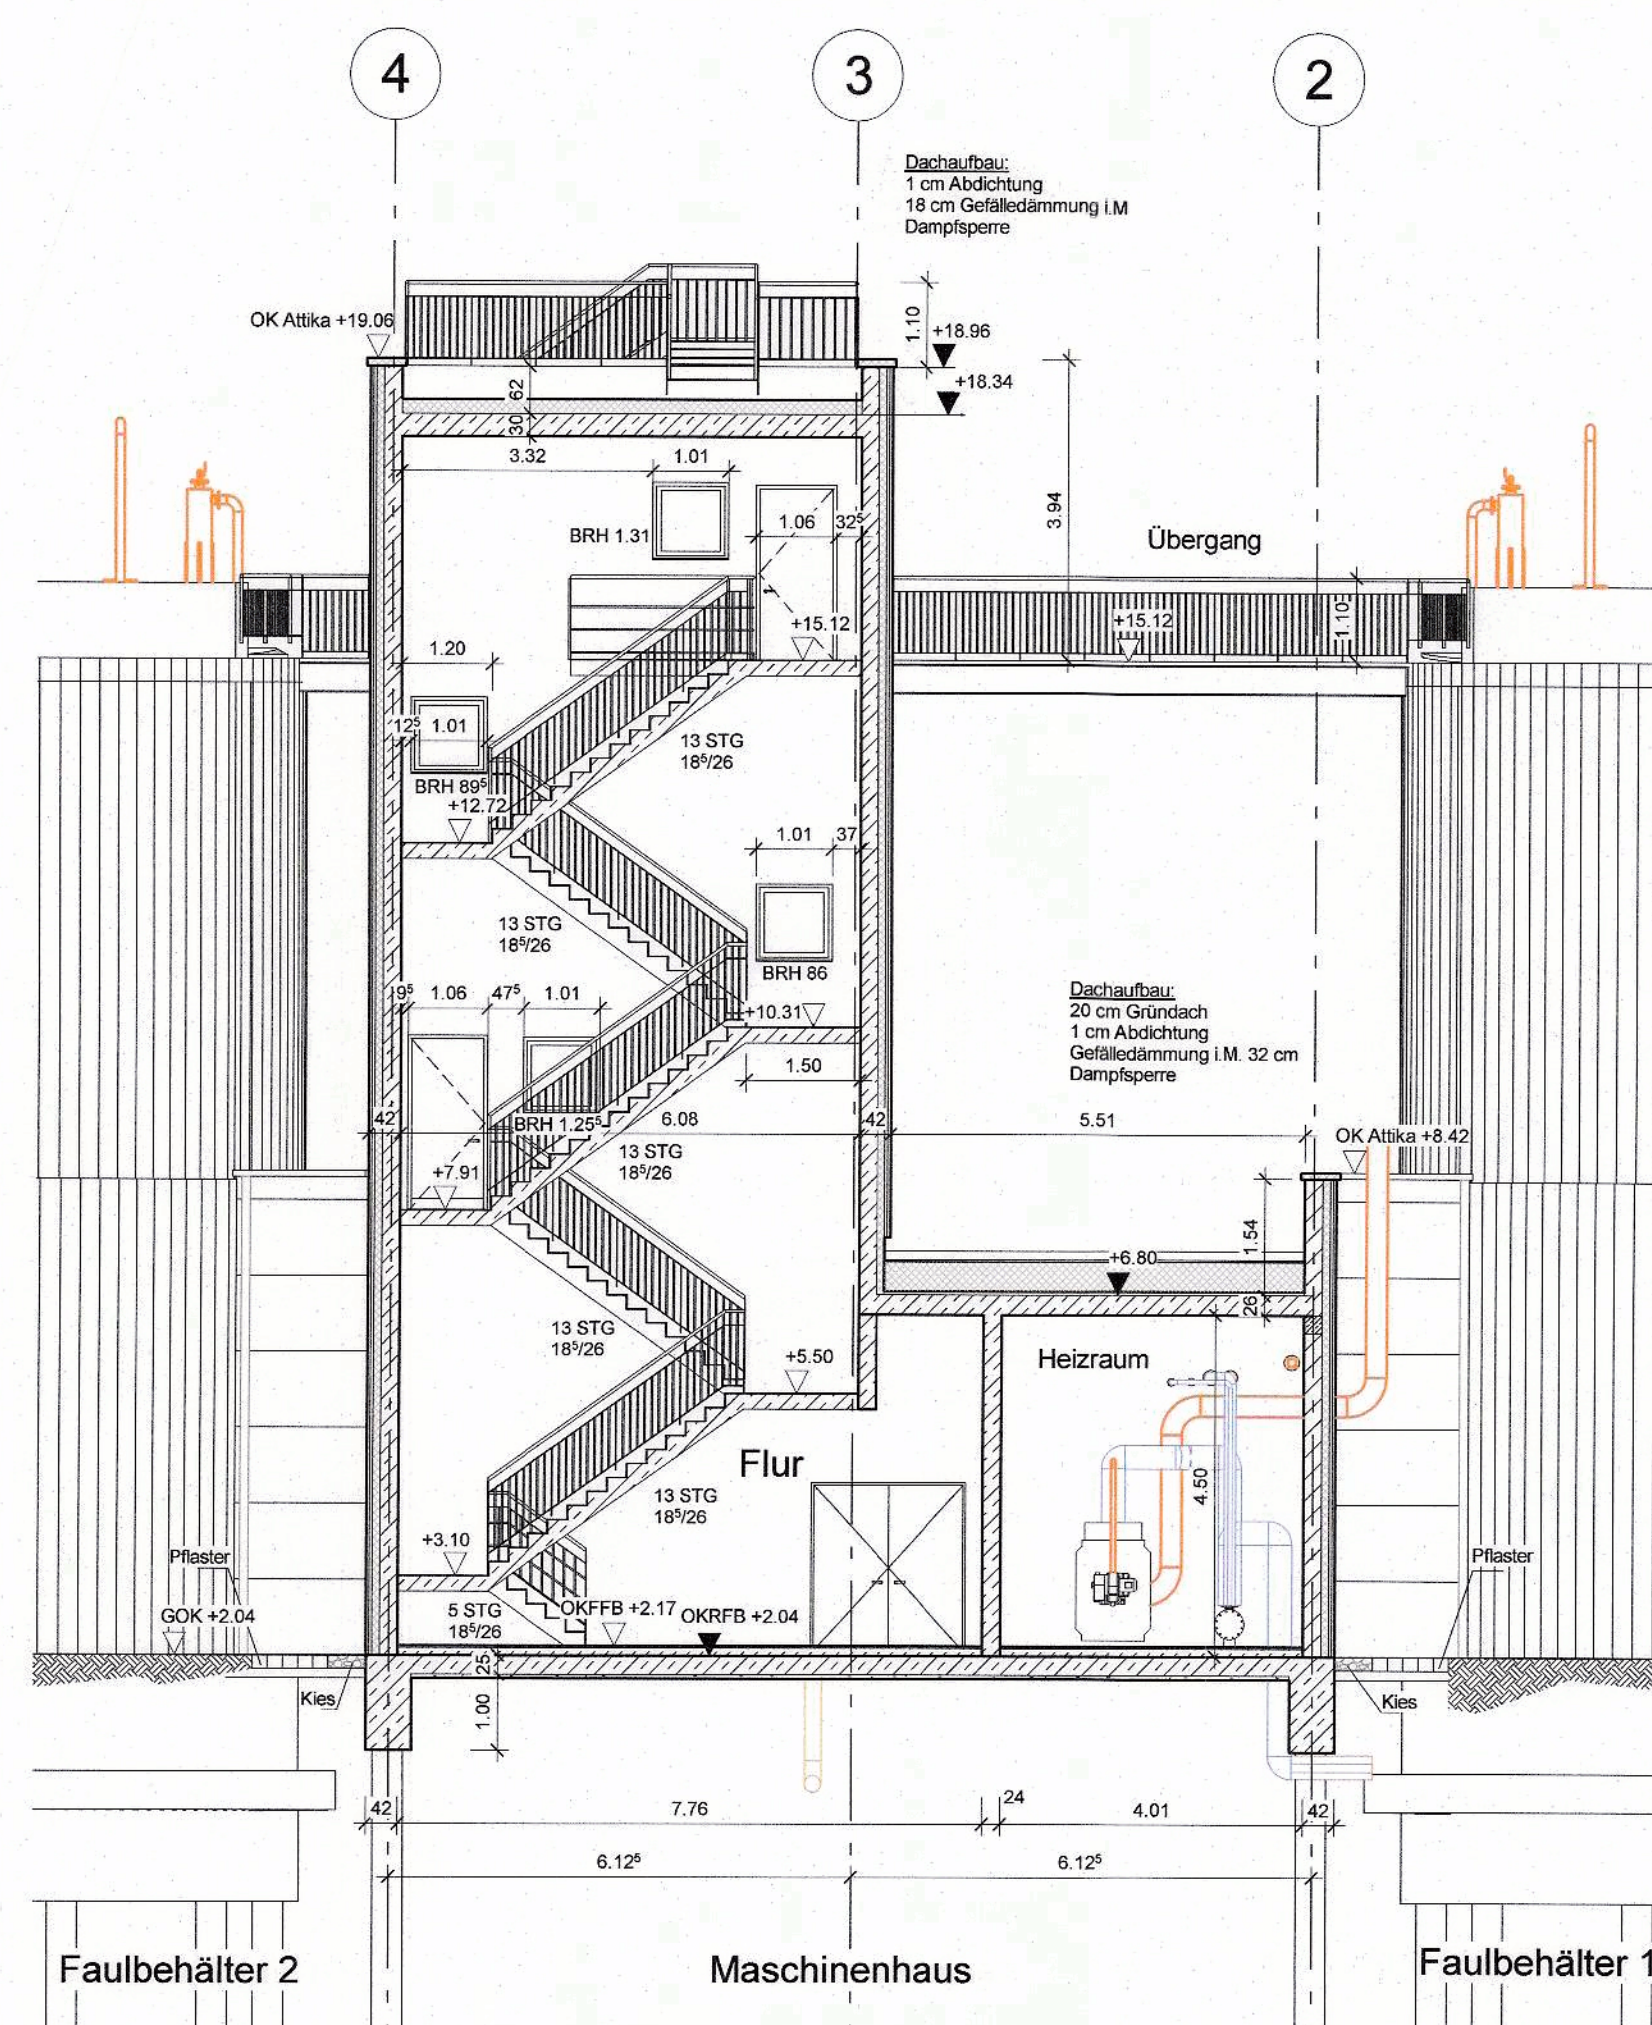 4
3
2
Dachaufbau:
1 cm Abdichtung
18 cm Gefälledämmung i.M
Dampfsperre
OK Attika +19.06
1.10
+18.96
+18.34
62
30
3.32
1.01
BRH 1.31
1.06
32⁵
3.94
Übergang
+15.12
+15.12
1.10
1.20
12⁵
1.01
BRH 89⁵
+12.72
13 STG
18⁵/26
1.01
37
13 STG
18⁵/26
BRH 86
9⁵
1.06
47⁵
1.01
+10.31
Dachaufbau:
20 cm Gründach
1 cm Abdichtung
Gefälledämmung i.M. 32 cm
Dampfsperre
1.50
42
BRH 1.25⁵
6.08
42
5.51
OK Attika +8.42
13 STG
18⁵/26
+7.91
1.54
+6.80
26
13 STG
18⁵/26
+5.50
Heizraum
Flur
4.50
13 STG
18⁵/26
+3.10
Pflaster
Pflaster
GOK +2.04
5 STG
18⁵/26
OKFFB +2.17
OKRFB +2.04
25
Kies
1.00
Kies
42
7.76
24
4.01
42
6.12⁵
6.12⁵
Faulbehälter 2
Maschinenhaus
Faulbehälter 1